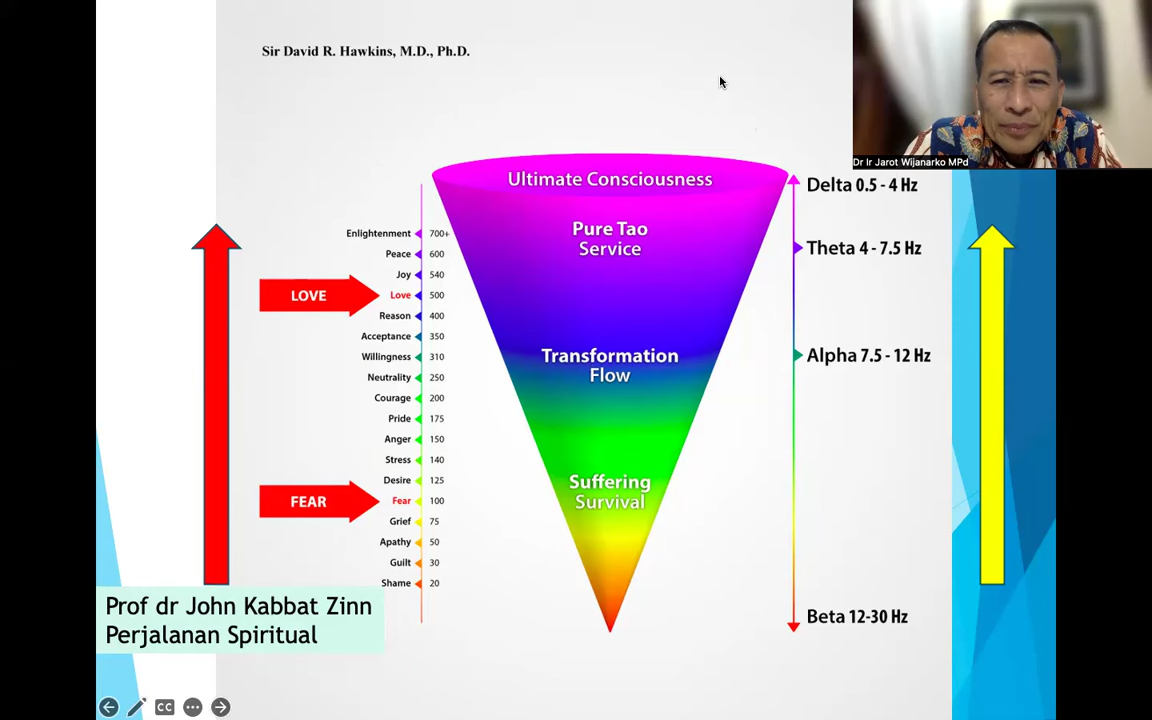 Sir David R. Hawkins, M.D., Ph.D.
Dr Ir Jarot Wijanarko MPd
Ultimate Consciousness
Pure Tao
Service
Transformation
Flow
Suffering
Survival
Enlightenment 700+
Peace 600
Joy 540
Love 500
Reason 400
Acceptance 350
Willingness 310
Neutrality 250
Courage 200
Pride 175
Anger 150
Stress 140
Desire 125
Fear 100
Grief 75
Apathy 50
Guilt 30
Shame 20
LOVE
FEAR
Delta 0.5 - 4 Hz
Theta 4 - 7.5 Hz
Alpha 7.5 - 12 Hz
Beta 12-30 Hz
Prof dr John Kabbat Zinn
Perjalanan Spiritual
CC